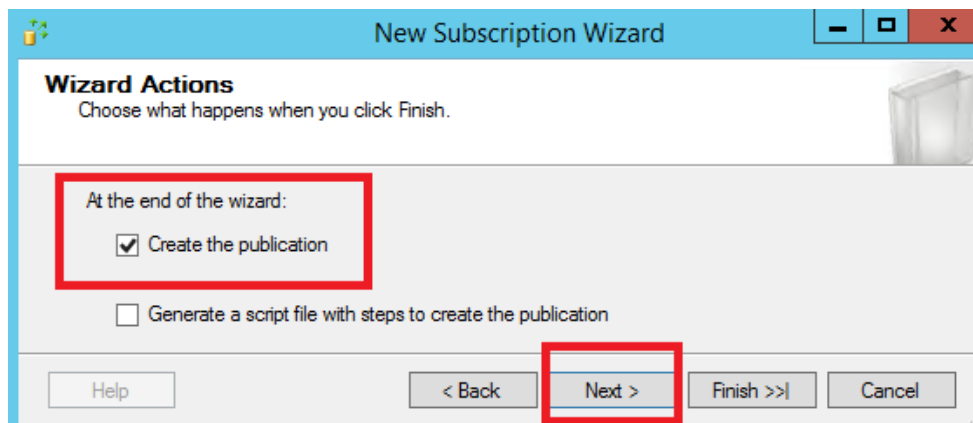 New Subscription Wizard
Wizard Actions
Choose what happens when you click Finish.
At the end of the wizard:
Create the publication
Generate a script file with steps to create the publication
Help
< Back
Next >
Finish >>|
Cancel